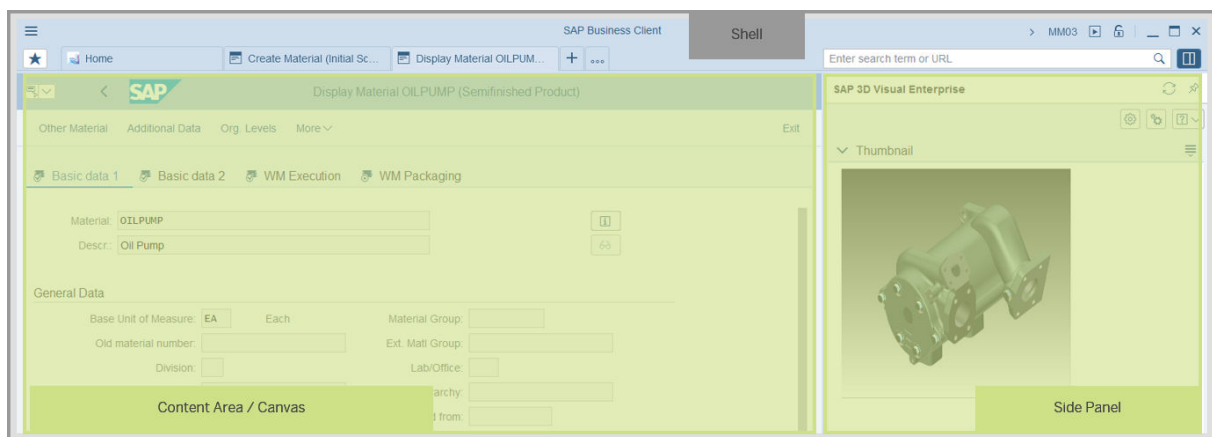 SAP Business Client
Shell
MM03
Home
Create Material (Initial Sc...
Display Material OILPUM...
Enter search term or URL
SAP
Display Material OILPUMP (Semifinished Product)
SAP 3D Visual Enterprise
Other Material Additional Data Org. Levels More Exit
Thumbnail
Basic data 1 Basic data 2 WM Execution WM Packaging
Material: OILPUMP
Descr.: Oil Pump
General Data
Base Unit of Measure: EA Each Material Group:
Old material number: Ext. Matl Group:
Division: Lab/Office:
archy:
Content Area / Canvas
from:
Side Panel